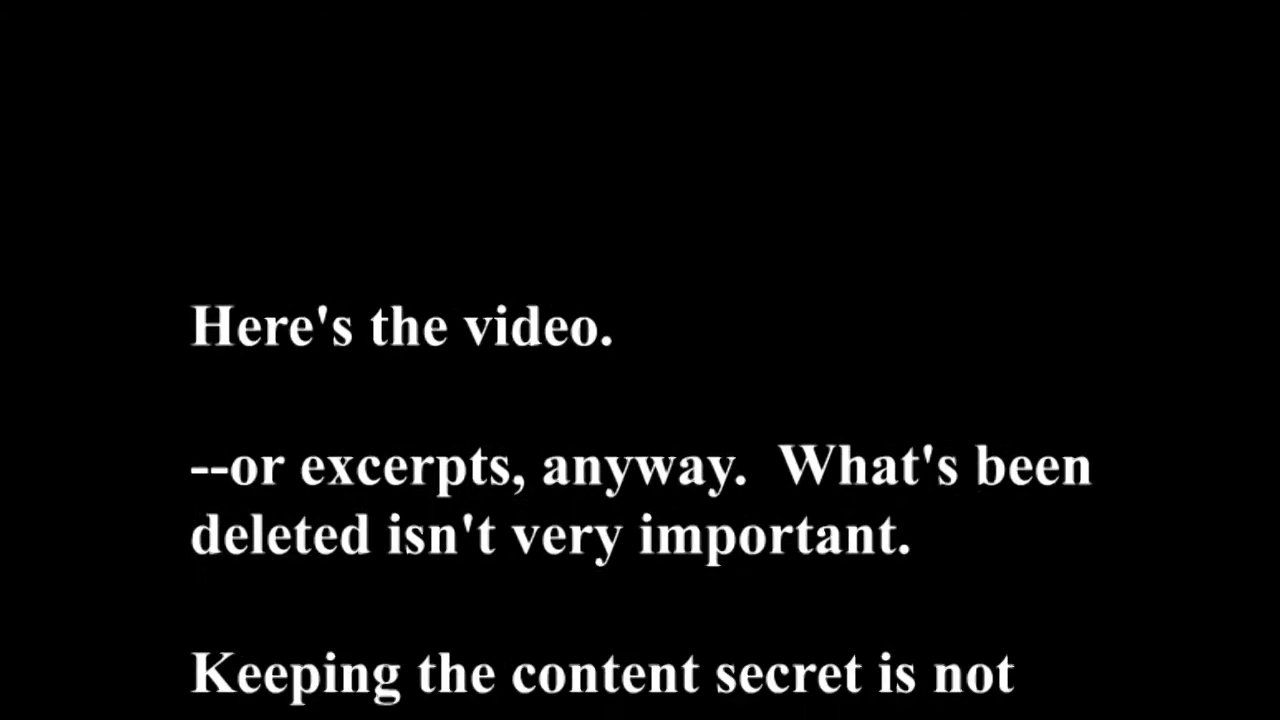 Here's the video.
--or excerpts, anyway.  What's been
deleted isn't very important.
Keeping the content secret is not